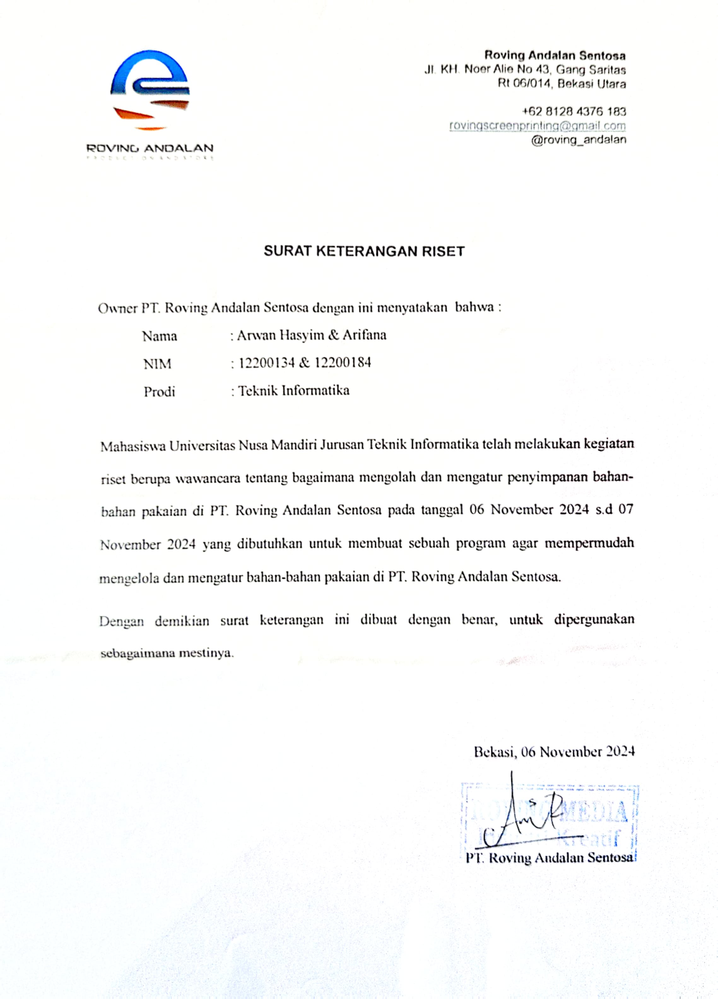 ROVING ANDALAN
PRODUCTION AND STORE
Roving Andalan Sentosa
Jl. KH. Noer Alie No 43, Gang Saritas
Rt 06/014, Bekasi Utara
+62 8128 4376 183
rovingscreenprinting@gmail.com
@roving_andalan
SURAT KETERANGAN RISET
Owner PT. Roving Andalan Sentosa dengan ini menyatakan bahwa :
Nama : Arwan Hasyim & Arifana
NIM : 12200134 & 12200184
Prodi : Teknik Informatika
Mahasiswa Universitas Nusa Mandiri Jurusan Teknik Informatika telah melakukan kegiatan
riset berupa wawancara tentang bagaimana mengolah dan mengatur penyimpanan bahan-
bahan pakaian di PT. Roving Andalan Sentosa pada tanggal 06 November 2024 s.d 07
November 2024 yang dibutuhkan untuk membuat sebuah program agar mempermudah
mengelola dan mengatur bahan-bahan pakaian di PT. Roving Andalan Sentosa.
Dengan demikian surat keterangan ini dibuat dengan benar, untuk dipergunakan
sebagaimana mestinya.
Bekasi, 06 November 2024
ROVING MEDIA
Kreatif
PT. Roving Andalan Sentosa